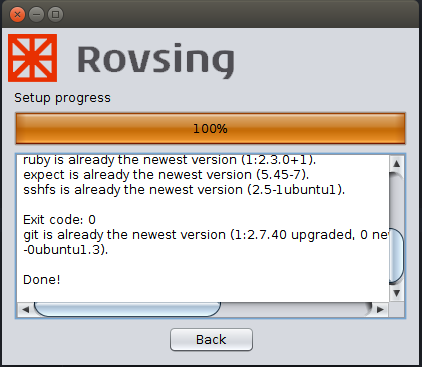 Rovsing
Setup progress
100%
ruby is already the newest version (1:2.3.0+1).
expect is already the newest version (5.45-7).
sshfs is already the newest version (2.5-1ubuntu1).
Exit code: 0
git is already the newest version (1:2.7.40 upgraded, 0 nev
-0ubuntu1.3).
Done!
Back